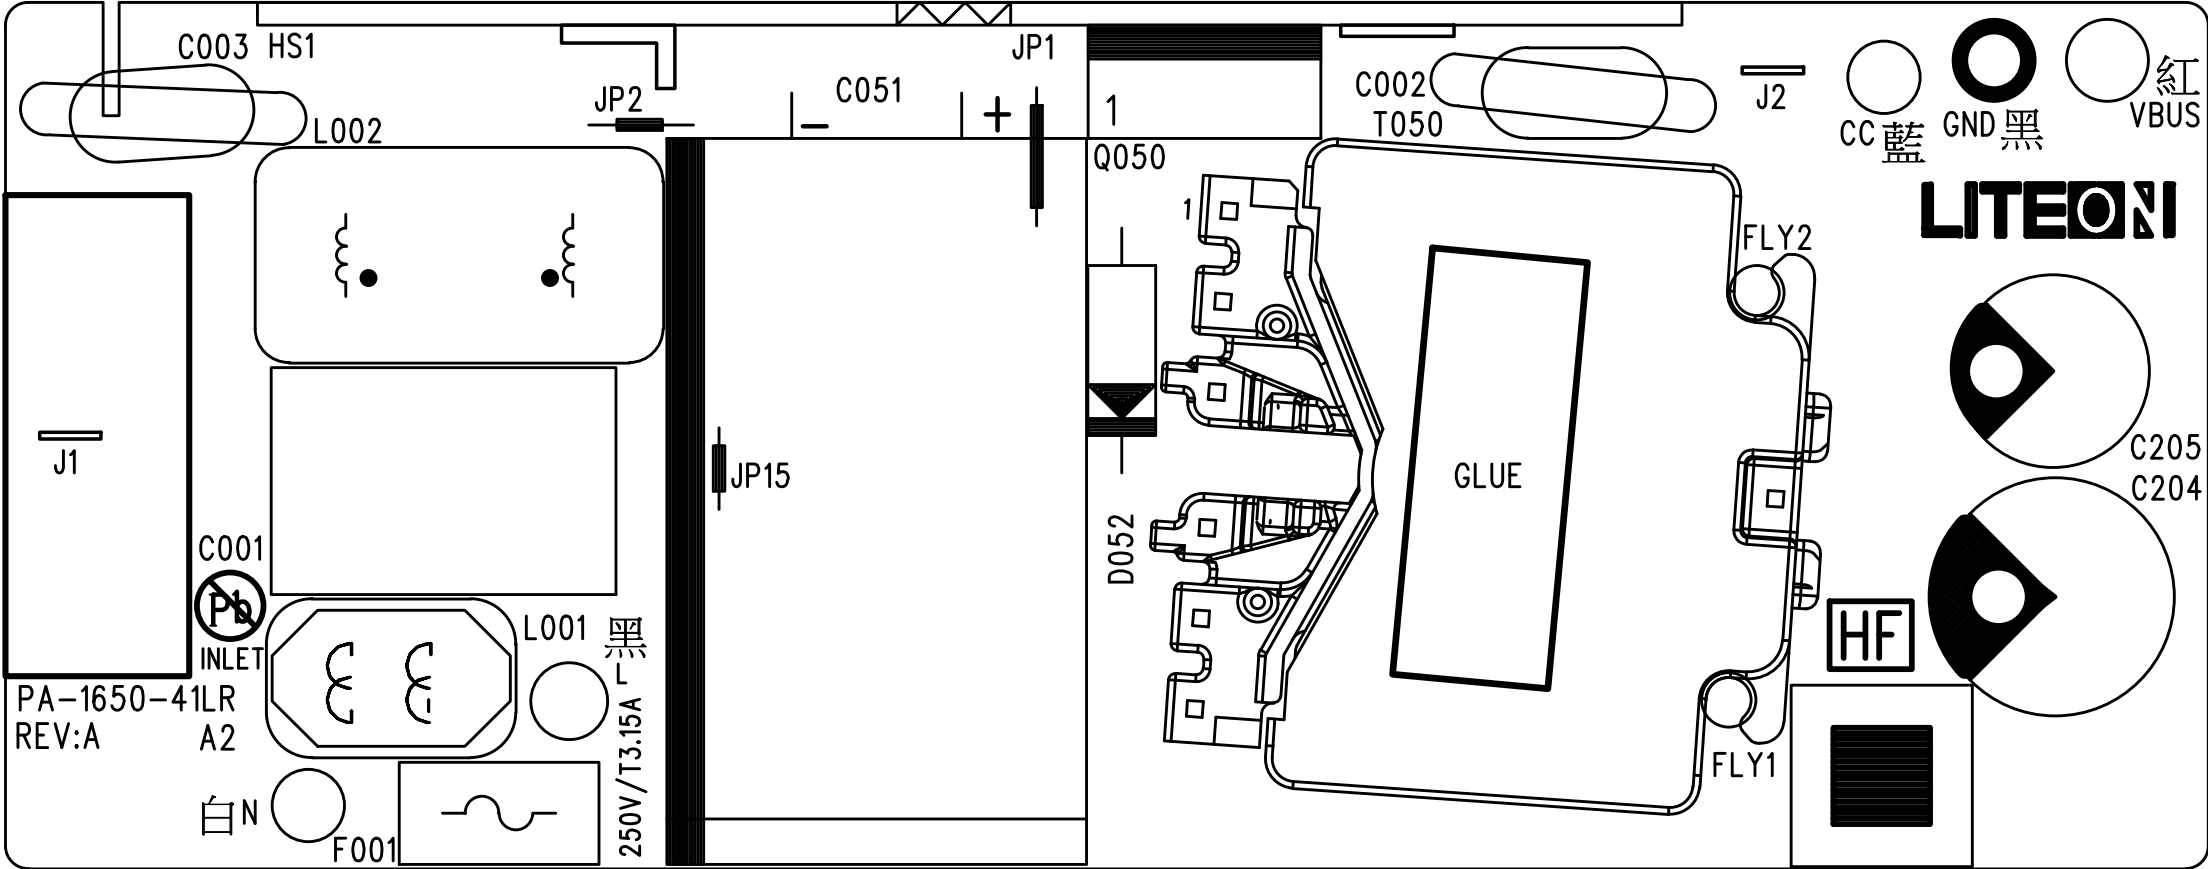 C003 HS1
JP1
C051
JP2
L002
- +
1
Q050
C002
T050
J2
CC 藍
GND 黑
紅
VBUS
LITEON
1
FLY2
J1
JP15
GLUE
D052
C205
C204
C001
Pb
INLET
L001 黑
L
250V/T3.15A
PA-1650-41LR
REV:A A2
白N
F001
HF
FLY1